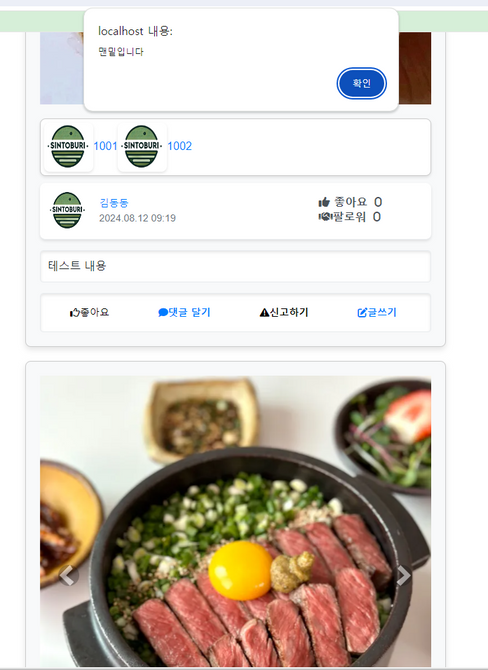 localhost 내용:
맨밑입니다
확인
SINTOBURI 1001 SINTOBURI 1002
SINTOBURI
김동동
2024.08.12 09:19
좋아요 0
팔로워 0
테스트 내용
좋아요 댓글 달기 신고하기 글쓰기